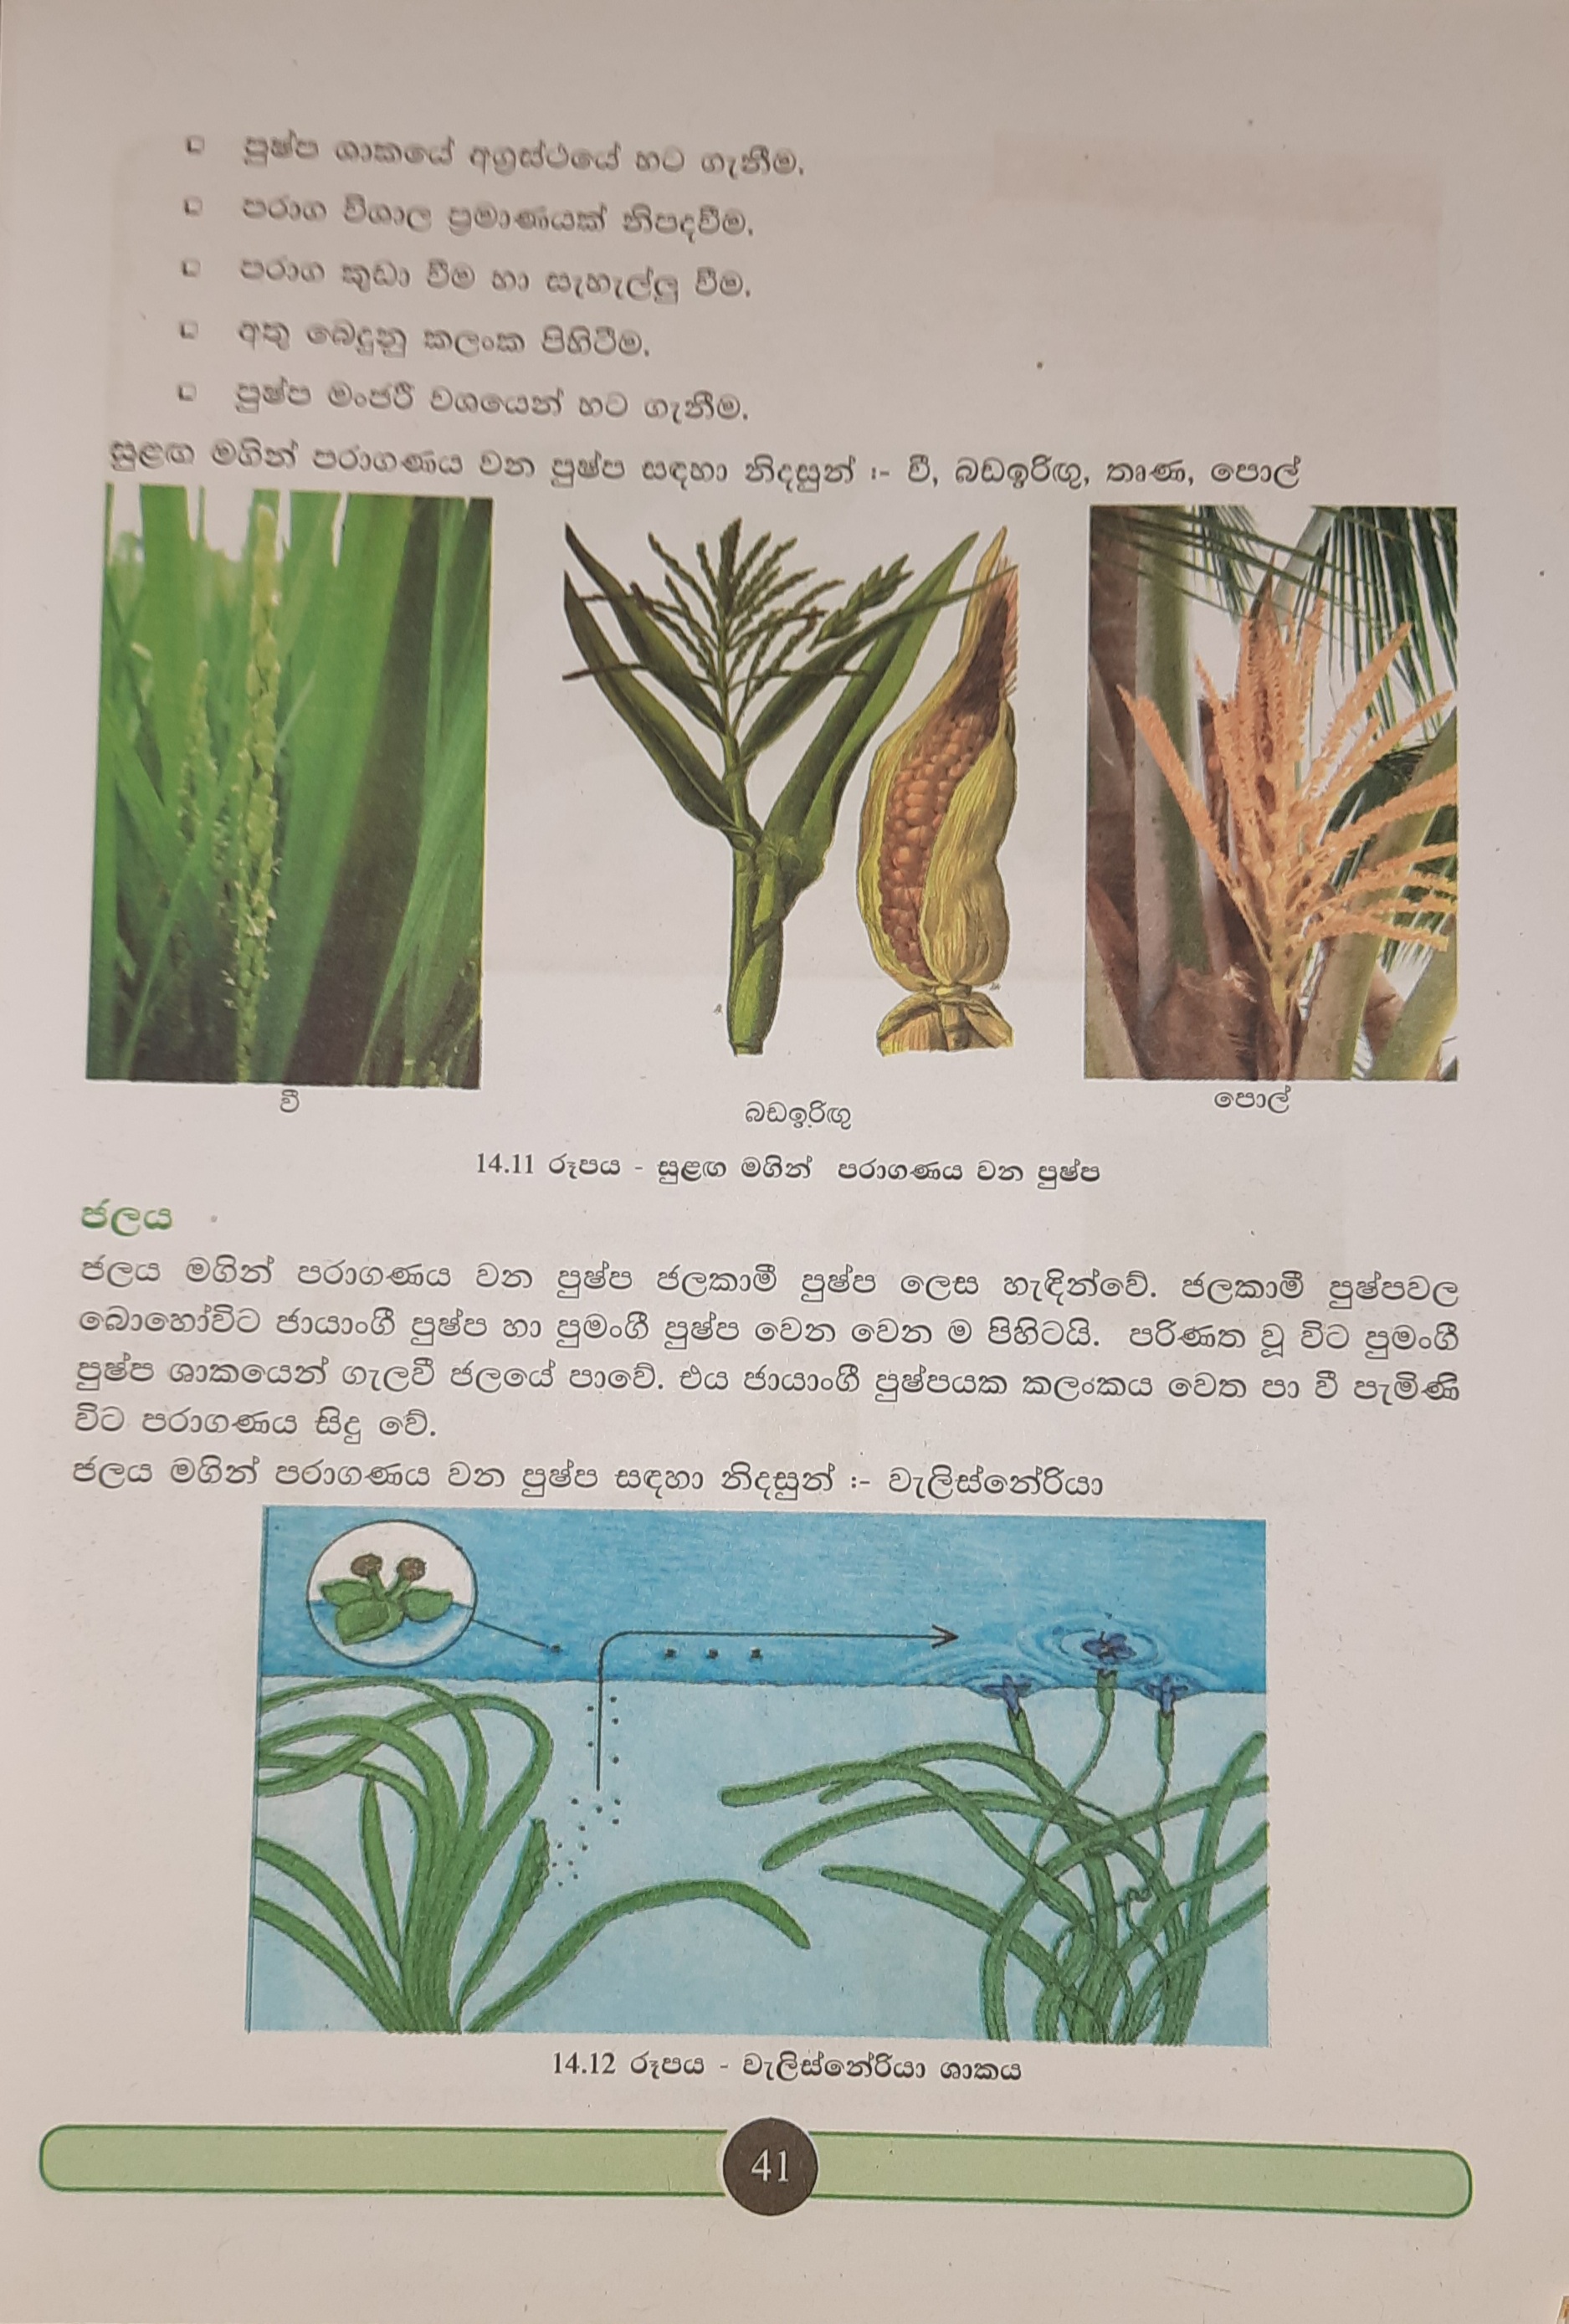 පුෂ්ප ශාකයේ අග්‍රස්ථයේ හට ගැනීම.
පරාග විශාල ප්‍රමාණයක් නිපදවීම.
පරාග කුඩා වීම හා සැහැල්ලු වීම.
අතු බෙදුනු කලංක පිහිටීම.
පුෂ්ප මංජරී වශයෙන් හට ගැනීම.
සුළඟ මගින් පරාගණය වන පුෂ්ප සඳහා නිදසුන් :- වී, බඩඉරිඟු, තෘණ, පොල්
වී
බඩඉරිඟු
පොල්
14.11 රූපය - සුළඟ මගින් පරාගණය වන පුෂ්ප
ජලය
ජලය මගින් පරාගණය වන පුෂ්ප ජලකාමී පුෂ්ප ලෙස හැඳින්වේ. ජලකාමී පුෂ්පවල
බොහෝවිට ජායාංගී පුෂ්ප හා පුමංගී පුෂ්ප වෙන වෙන ම පිහිටයි. පරිණත වූ විට පුමංගී
පුෂ්ප ශාකයෙන් ගැලවී ජලයේ පාවේ. එය ජායාංගී පුෂ්පයක කලංකය වෙත පා වී පැමිණි
විට පරාගණය සිදු වේ.
ජලය මගින් පරාගණය වන පුෂ්ප සඳහා නිදසුන් :- වැලිස්නේරියා
14.12 රූපය - වැලිස්නේරියා ශාකය
41